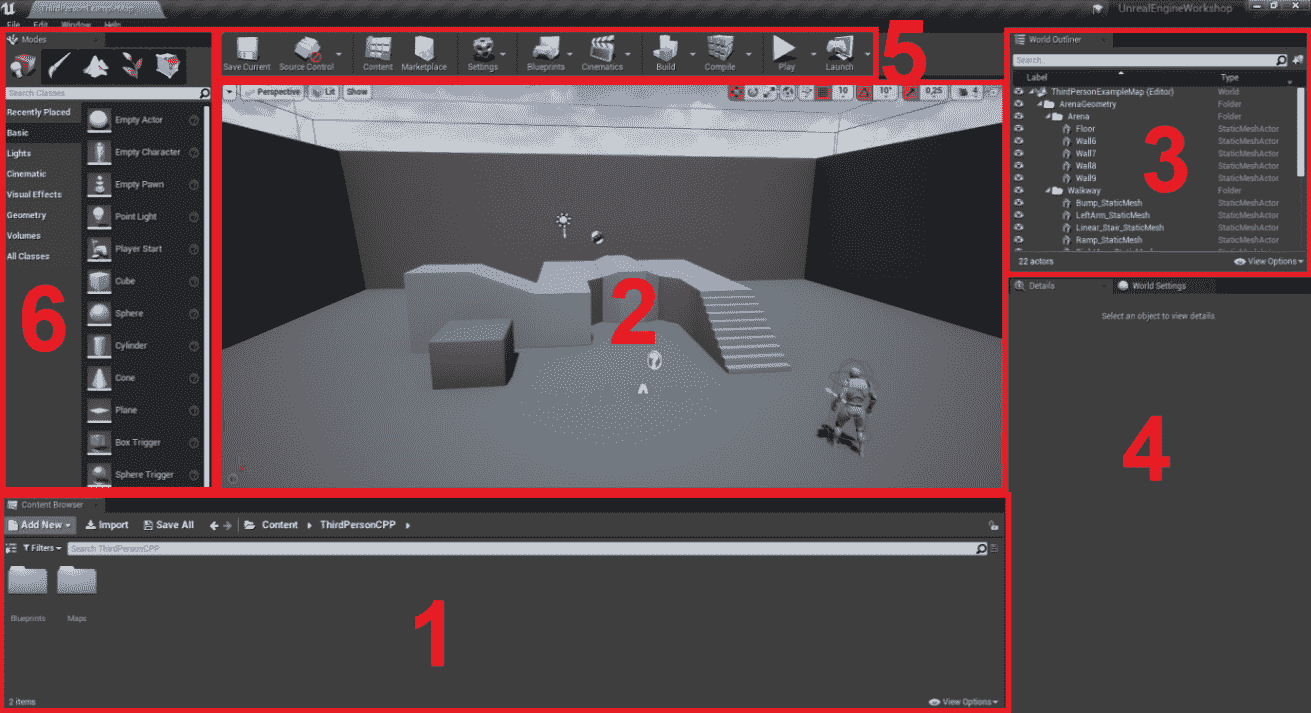 ThirdPersonExampleMap
UnrealEngineWorkshop
File Edit Window Help
Modes
Search Classes
Recently Placed
Basic
Lights
Cinematic
Visual Effects
Geometry
Volumes
All Classes
Empty Actor
Empty Character
Empty Pawn
Point Light
Player Start
Cube
Sphere
Cylinder
Cone
Plane
Box Trigger
Sphere Trigger
6
Save Current Source Control Content Marketplace Settings Blueprints Cinematics Build Compile Play Launch
5
Perspective Lit Show
10 10° 0,25 4
2
World Outliner
Search...
Label Type
ThirdPersonExampleMap (Editor) World
ArenaGeometry Folder
Arena Folder
Floor StaticMeshActor
Wall6 StaticMeshActor
Wall7 StaticMeshActor
Wall8 StaticMeshActor
Wall9 StaticMeshActor
Walkway Folder
Bump_StaticMesh StaticMeshActor
LeftArm_StaticMesh StaticMeshActor
Linear_Stair_StaticMesh StaticMeshActor
Ramp_StaticMesh StaticMeshActor
3
22 actors View Options
Details World Settings
Select an object to view details
4
Content Browser
Add New Import Save All Content ThirdPersonCPP
Filters Search ThirdPersonCPP
Blueprints Maps
1
2 items View Options